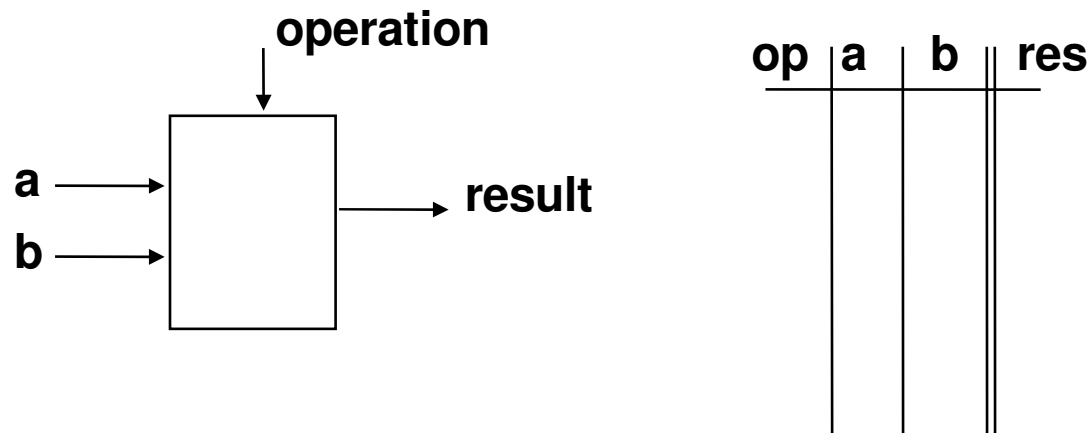 operation
op a b res
a
result
b